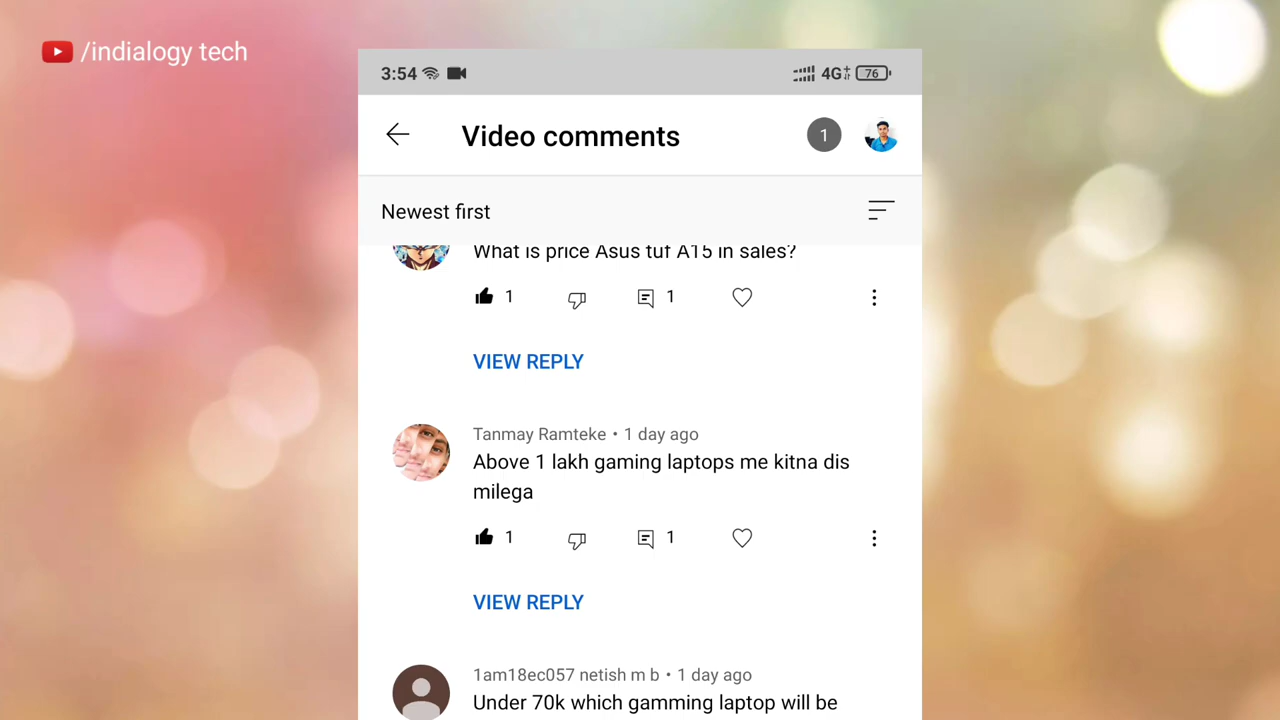 /indialogy tech
3:54 4G+ 76
Video comments 1
Newest first
What is price Asus tuf A15 in sales?
1 1
VIEW REPLY
Tanmay Ramteke • 1 day ago
Above 1 lakh gaming laptops me kitna dis
milega
1 1
VIEW REPLY
1am18ec057 netish m b • 1 day ago
Under 70k which gamming laptop will be